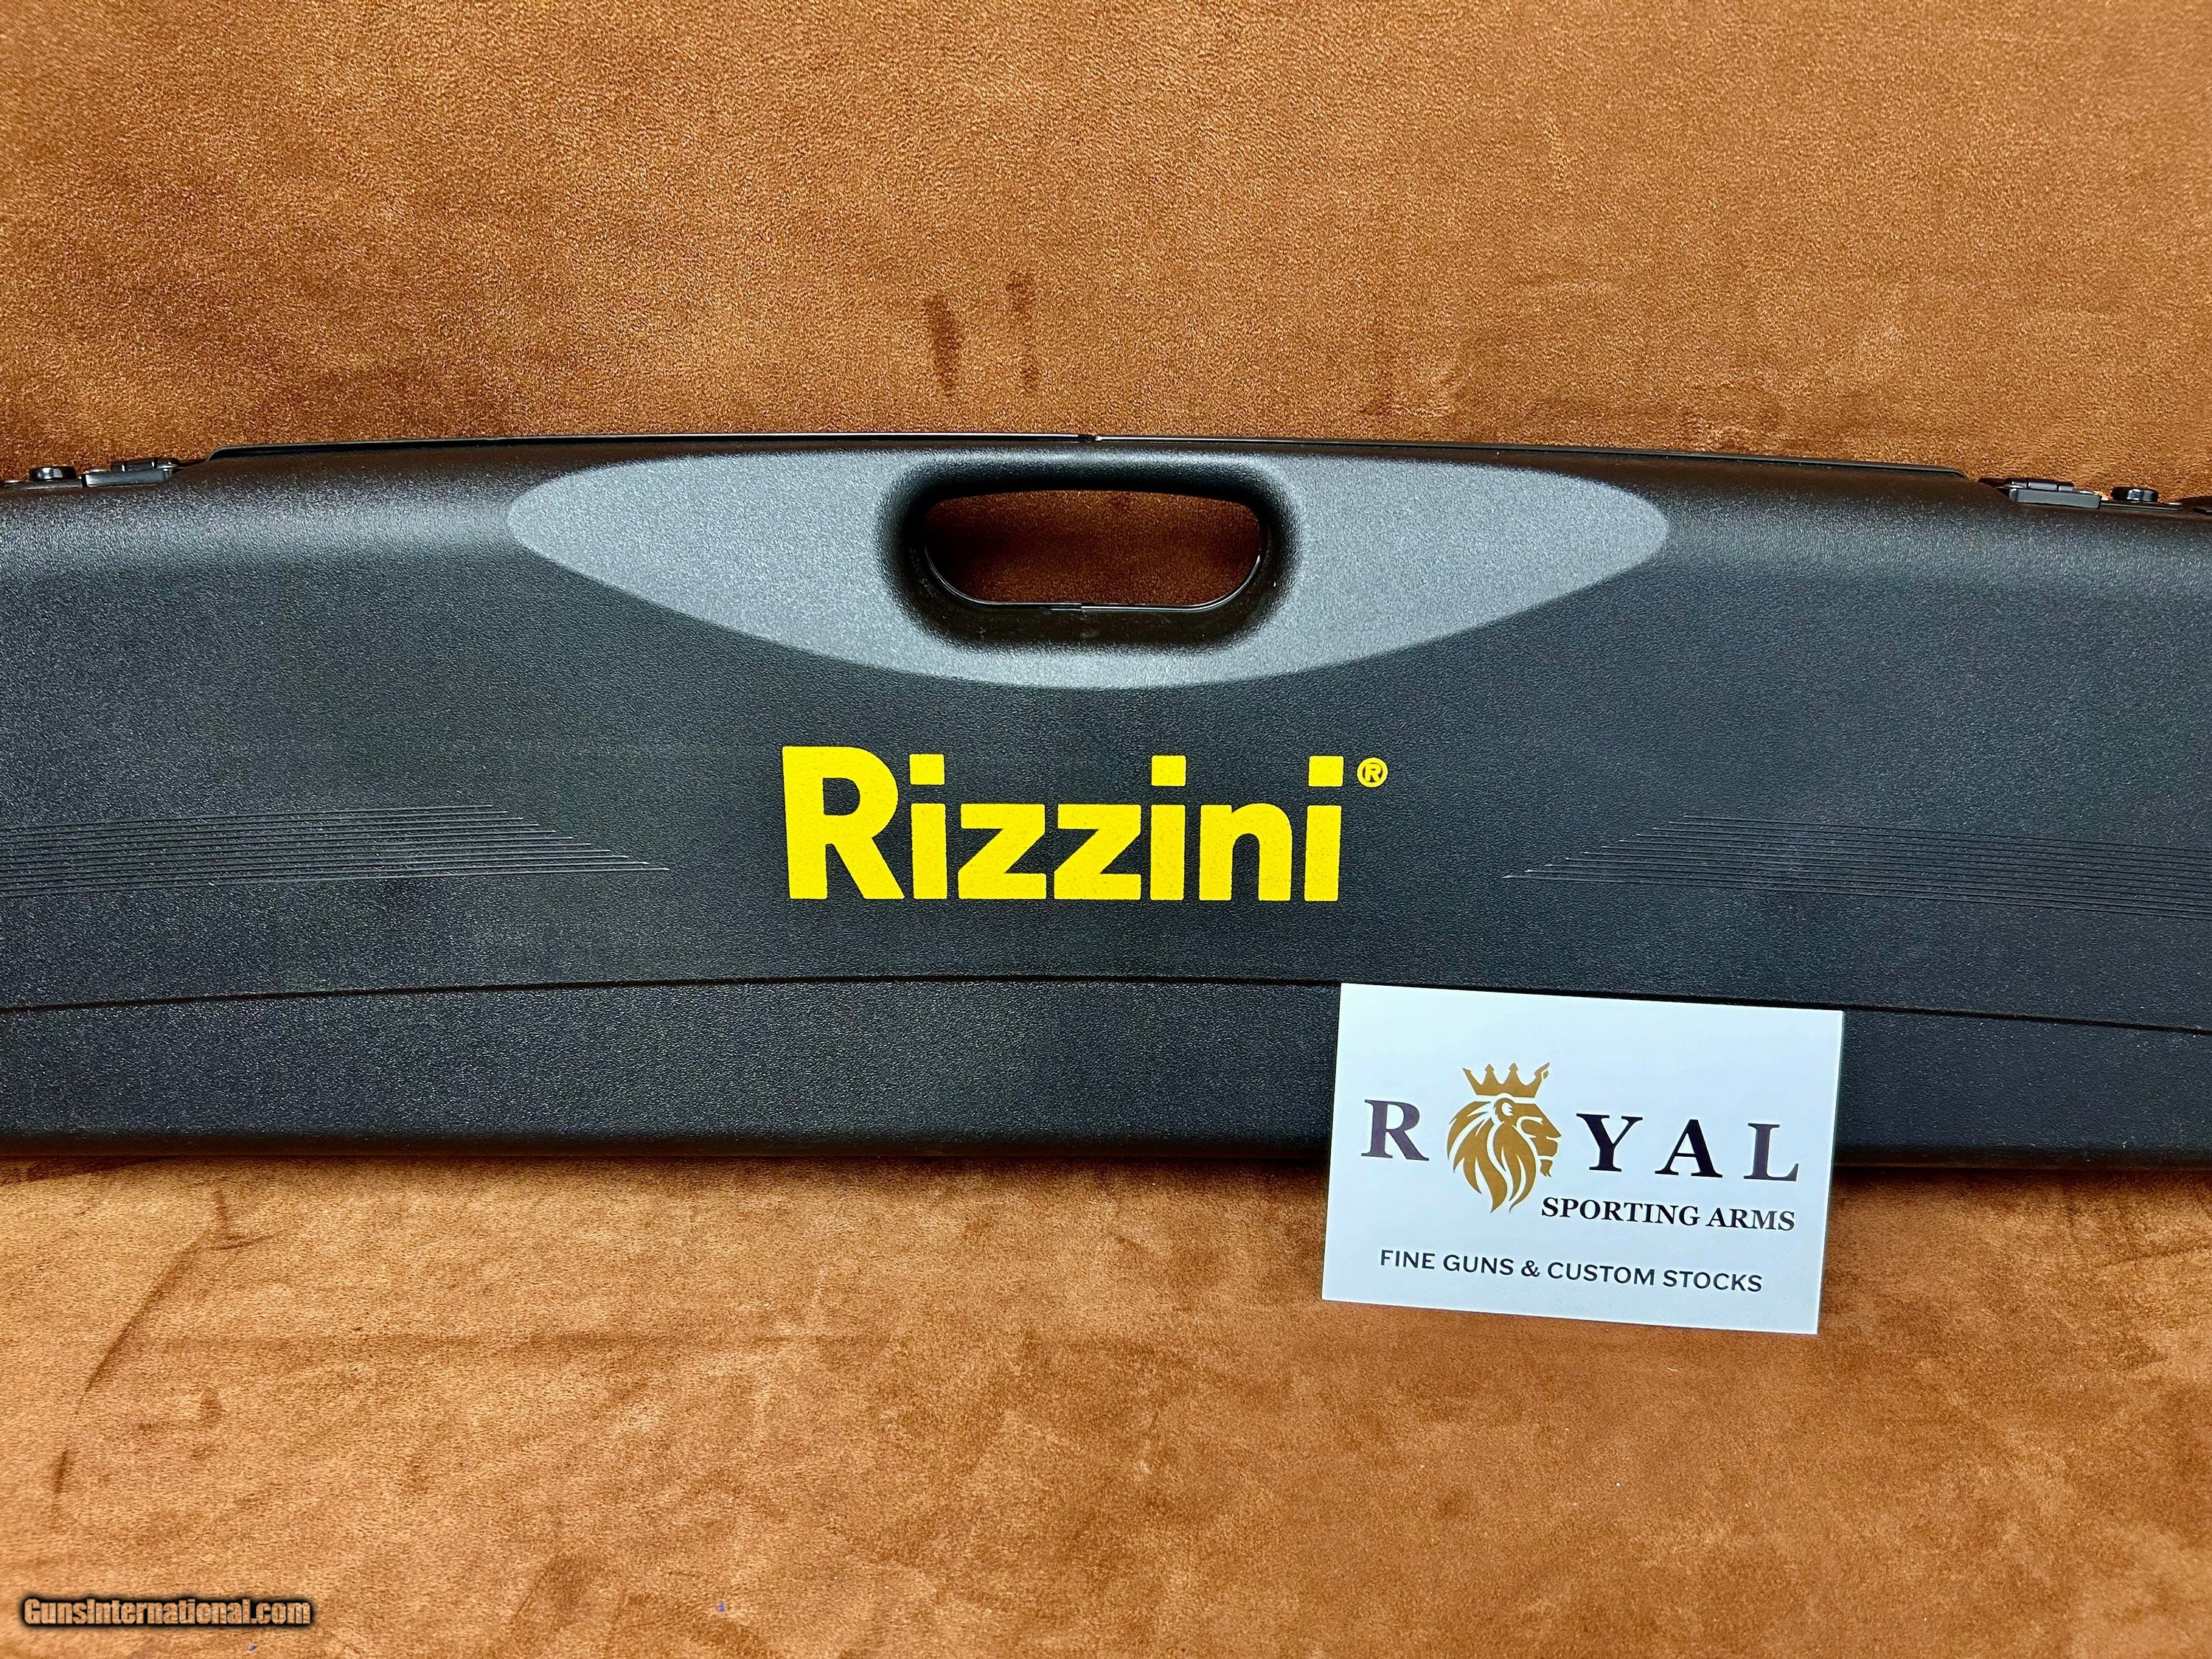 Rizzini®
R YAL
SPORTING ARMS
FINE GUNS & CUSTOM STOCKS
GunsInternational.com